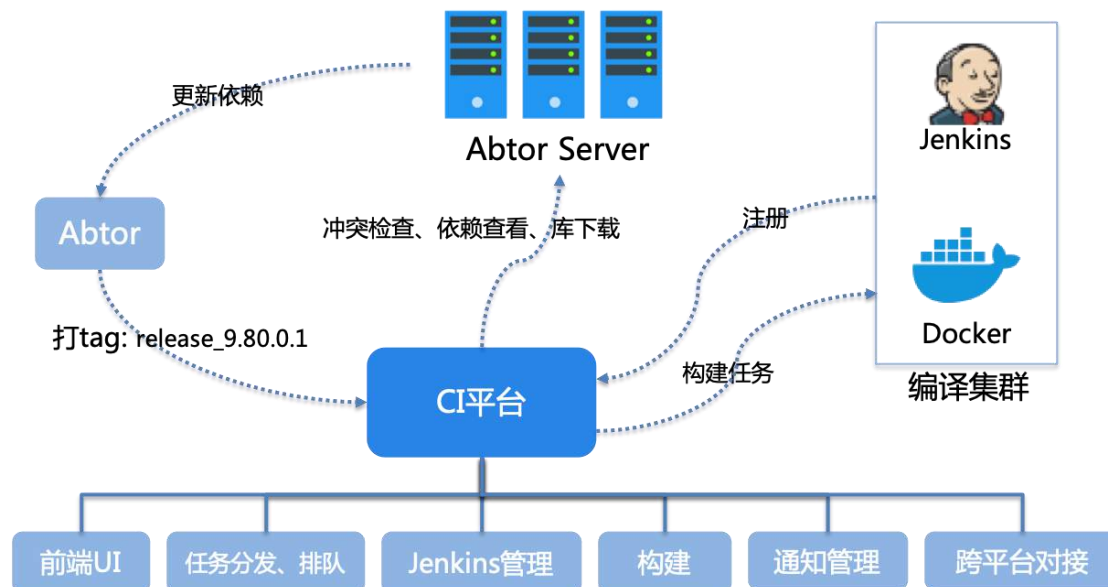 更新依赖
Abtor Server
Jenkins
Abtor
冲突检查、依赖查看、库下载
注册
打tag: release_9.80.0.1
Docker
构建任务
编译集群
CI平台
前端UI
任务分发、排队
Jenkins管理
构建
通知管理
跨平台对接